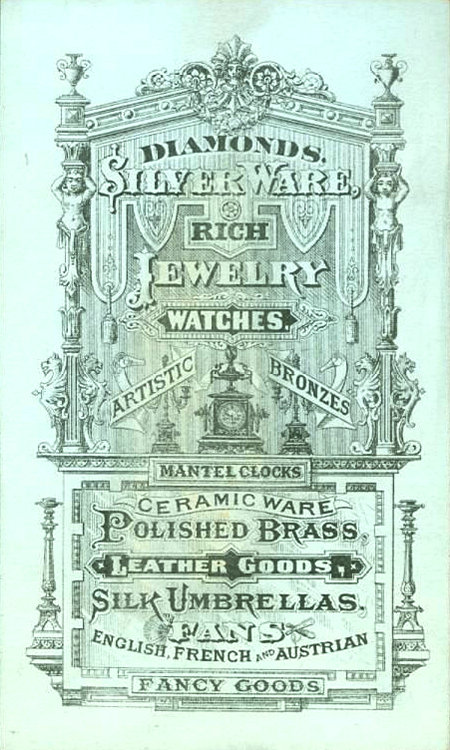 DIAMONDS,
SILVERWARE,
RICH
JEWELRY
WATCHES.
ARTISTIC BRONZES
MANTEL CLOCKS
CERAMIC WARE
POLISHED BRASS,
LEATHER GOODS,
SILK UMBRELLAS.
FANS
ENGLISH, FRENCH AND AUSTRIAN
FANCY GOODS